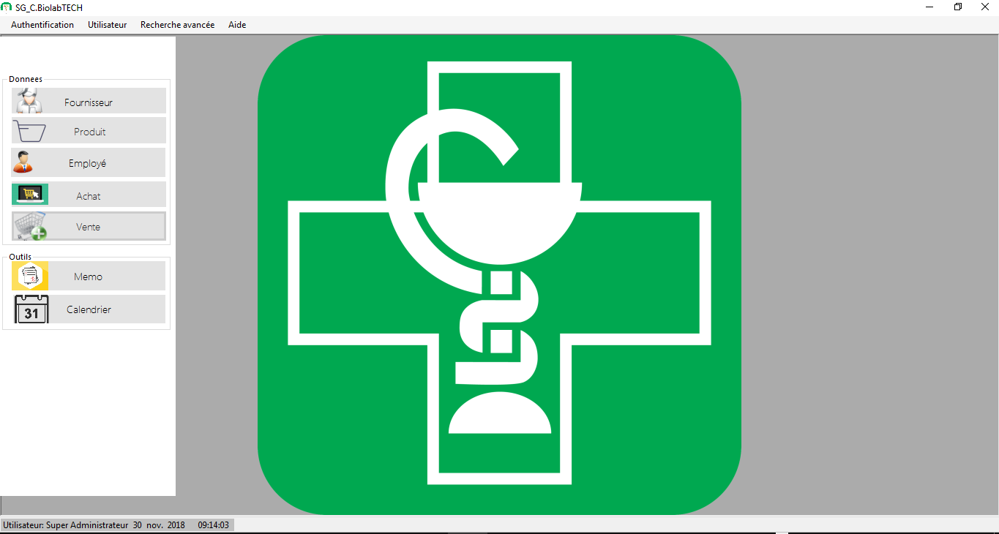 SG_C.BiolabTECH
Authentification Utilisateur Recherche avancée Aide
Donnees
Fournisseur
Produit
Employé
Achat
Vente
Outils
Memo
31 Calendrier
Utilisateur: Super Administrateur 30 nov. 2018 09:14:03